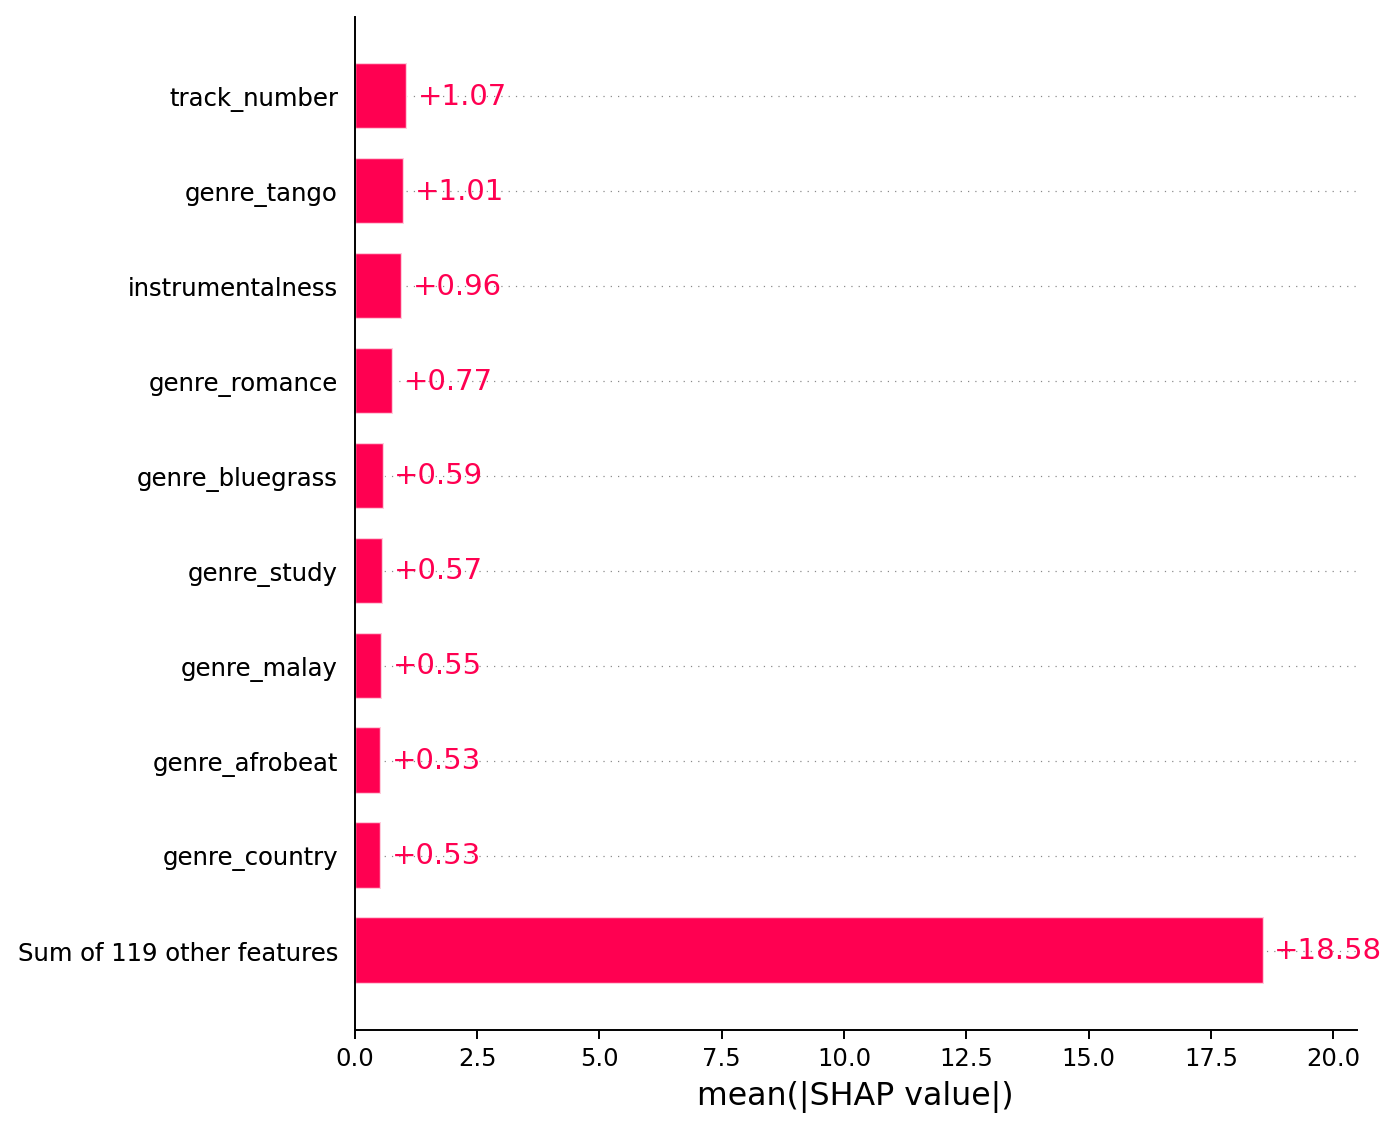 track_number +1.07
genre_tango +1.01
instrumentalness +0.96
genre_romance +0.77
genre_bluegrass +0.59
genre_study +0.57
genre_malay +0.55
genre_afrobeat +0.53
genre_country +0.53
Sum of 119 other features +18.58
0.0 2.5 5.0 7.5 10.0 12.5 15.0 17.5 20.0
mean(|SHAP value|)